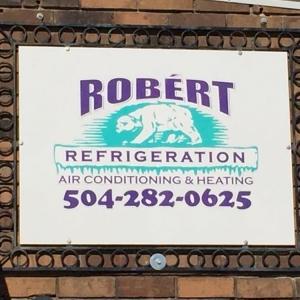 ROBÉRT
REFRIGERATION
AIR CONDITIONING & HEATING
504-282-0625